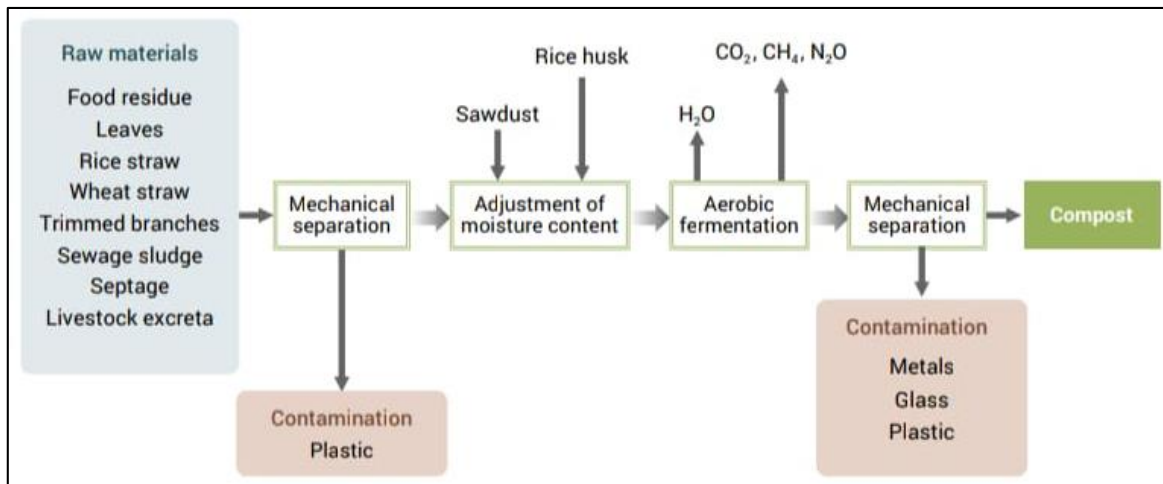 Raw materials
Food residue
Leaves
Rice straw
Wheat straw
Trimmed branches
Sewage sludge
Septage
Livestock excreta
Mechanical
separation
Contamination
Plastic
Sawdust
Rice husk
Adjustment of
moisture content
H₂O
CO₂, CH₄, N₂O
Aerobic
fermentation
Mechanical
separation
Contamination
Metals
Glass
Plastic
Compost